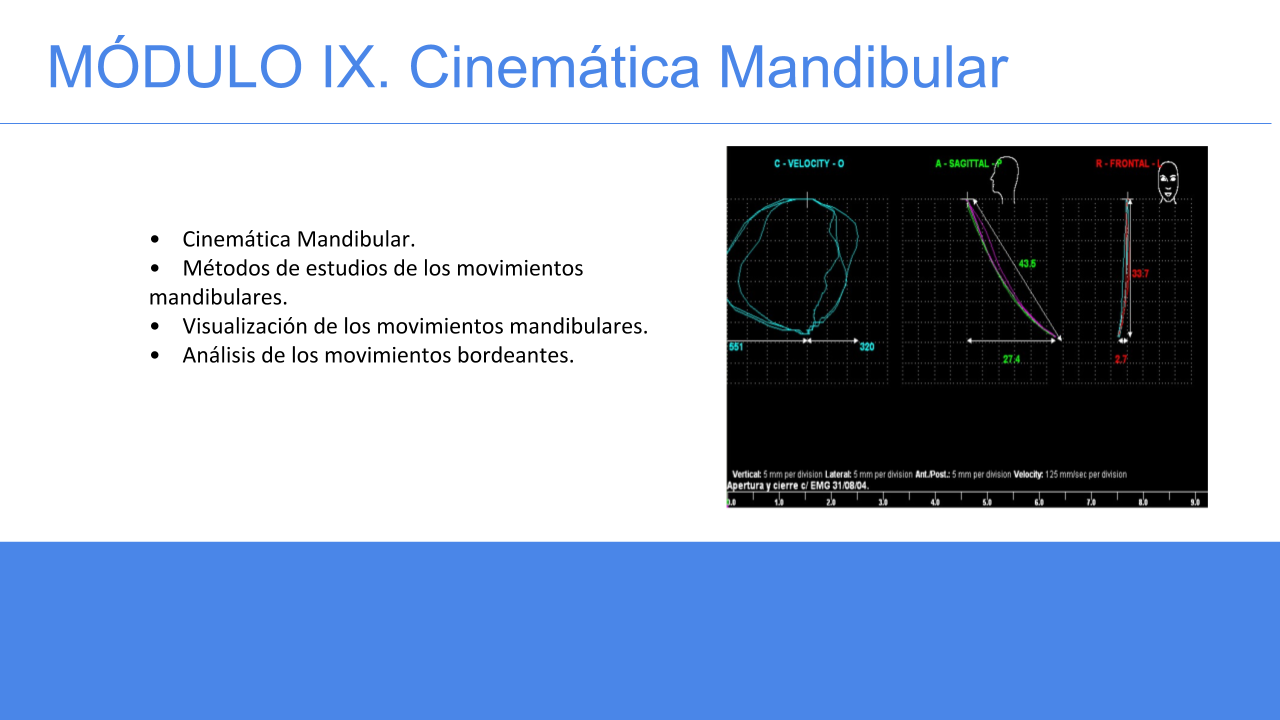 MÓDULO IX. Cinemática Mandibular
• Cinemática Mandibular.
• Métodos de estudios de los movimientos
mandibulares.
• Visualización de los movimientos mandibulares.
• Análisis de los movimientos bordeantes.
C - VELOCITY - O
A - SAGITTAL - P
R - FRONTAL - L
43.5
33.7
551
320
27.4
2.7
Vertical: 5 mm per division Lateral: 5 mm per division Ant./Post.: 5 mm per division Velocity: 125 mm/sec per division
Apertura y cierre c/ EMG 31/08/04.
0.0 1.0 2.0 3.0 4.0 5.0 6.0 7.0 8.0 9.0